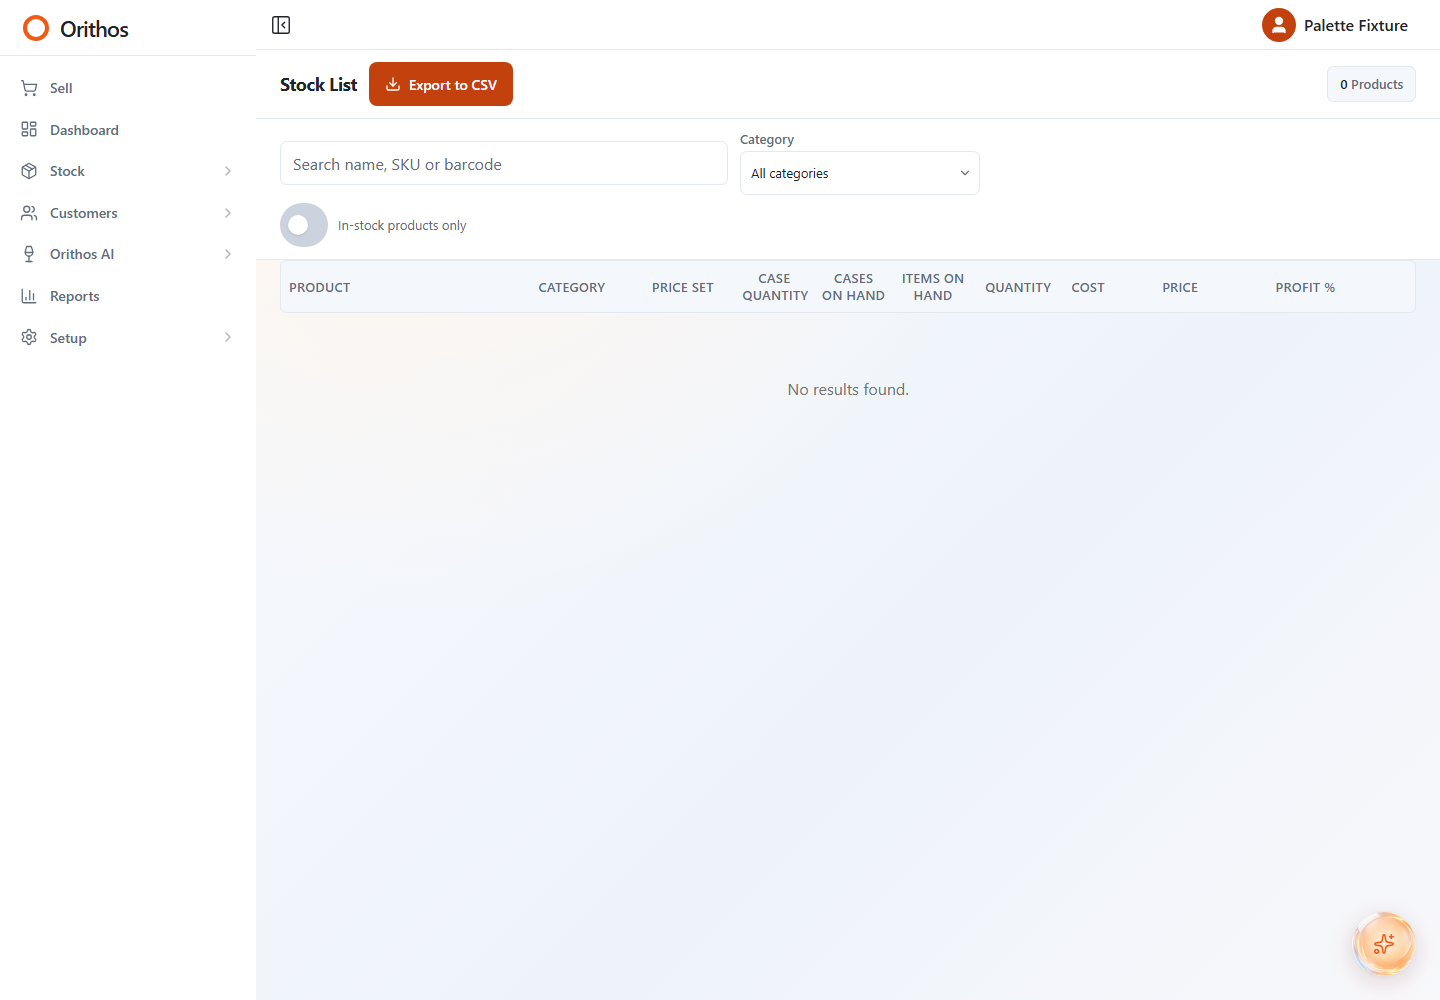 Orithos
Palette Fixture
Sell
Dashboard
Stock
Customers
Orithos AI
Reports
Setup
Stock List
Export to CSV
0 Products
Search name, SKU or barcode
Category
All categories
In-stock products only
PRODUCT
CATEGORY
PRICE SET
CASE
QUANTITY
CASES
ON HAND
ITEMS ON
HAND
QUANTITY
COST
PRICE
PROFIT %
No results found.